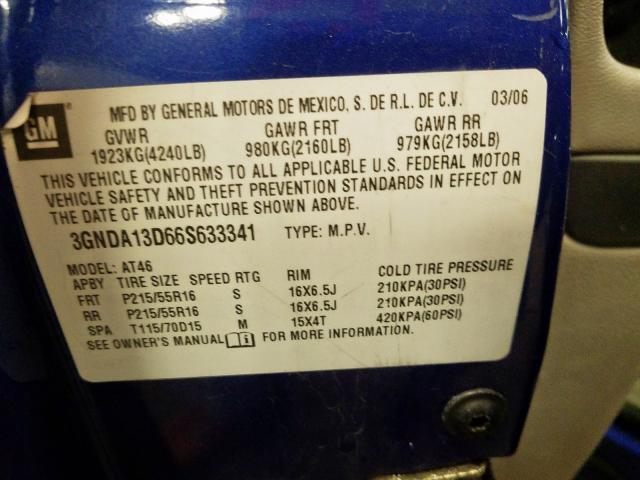 GM
MFD BY GENERAL MOTORS DE MEXICO, S. DE R.L. DE C.V. 03/06
GVWR GAWR FRT GAWR RR
1923KG(4240LB) 980KG(2160LB) 979KG(2158LB)
THIS VEHICLE CONFORMS TO ALL APPLICABLE U.S. FEDERAL MOTOR
VEHICLE SAFETY AND THEFT PREVENTION STANDARDS IN EFFECT ON
THE DATE OF MANUFACTURE SHOWN ABOVE.
3GNDA13D66S633341 TYPE: M.P.V.
MODEL: AT46
APBY TIRE SIZE SPEED RTG RIM COLD TIRE PRESSURE
FRT P215/55R16 S 16X6.5J 210KPA(30PSI)
RR P215/55R16 S 16X6.5J 210KPA(30PSI)
SPA T115/70D15 M 15X4T 420KPA(60PSI)
SEE OWNER'S MANUAL FOR MORE INFORMATION.